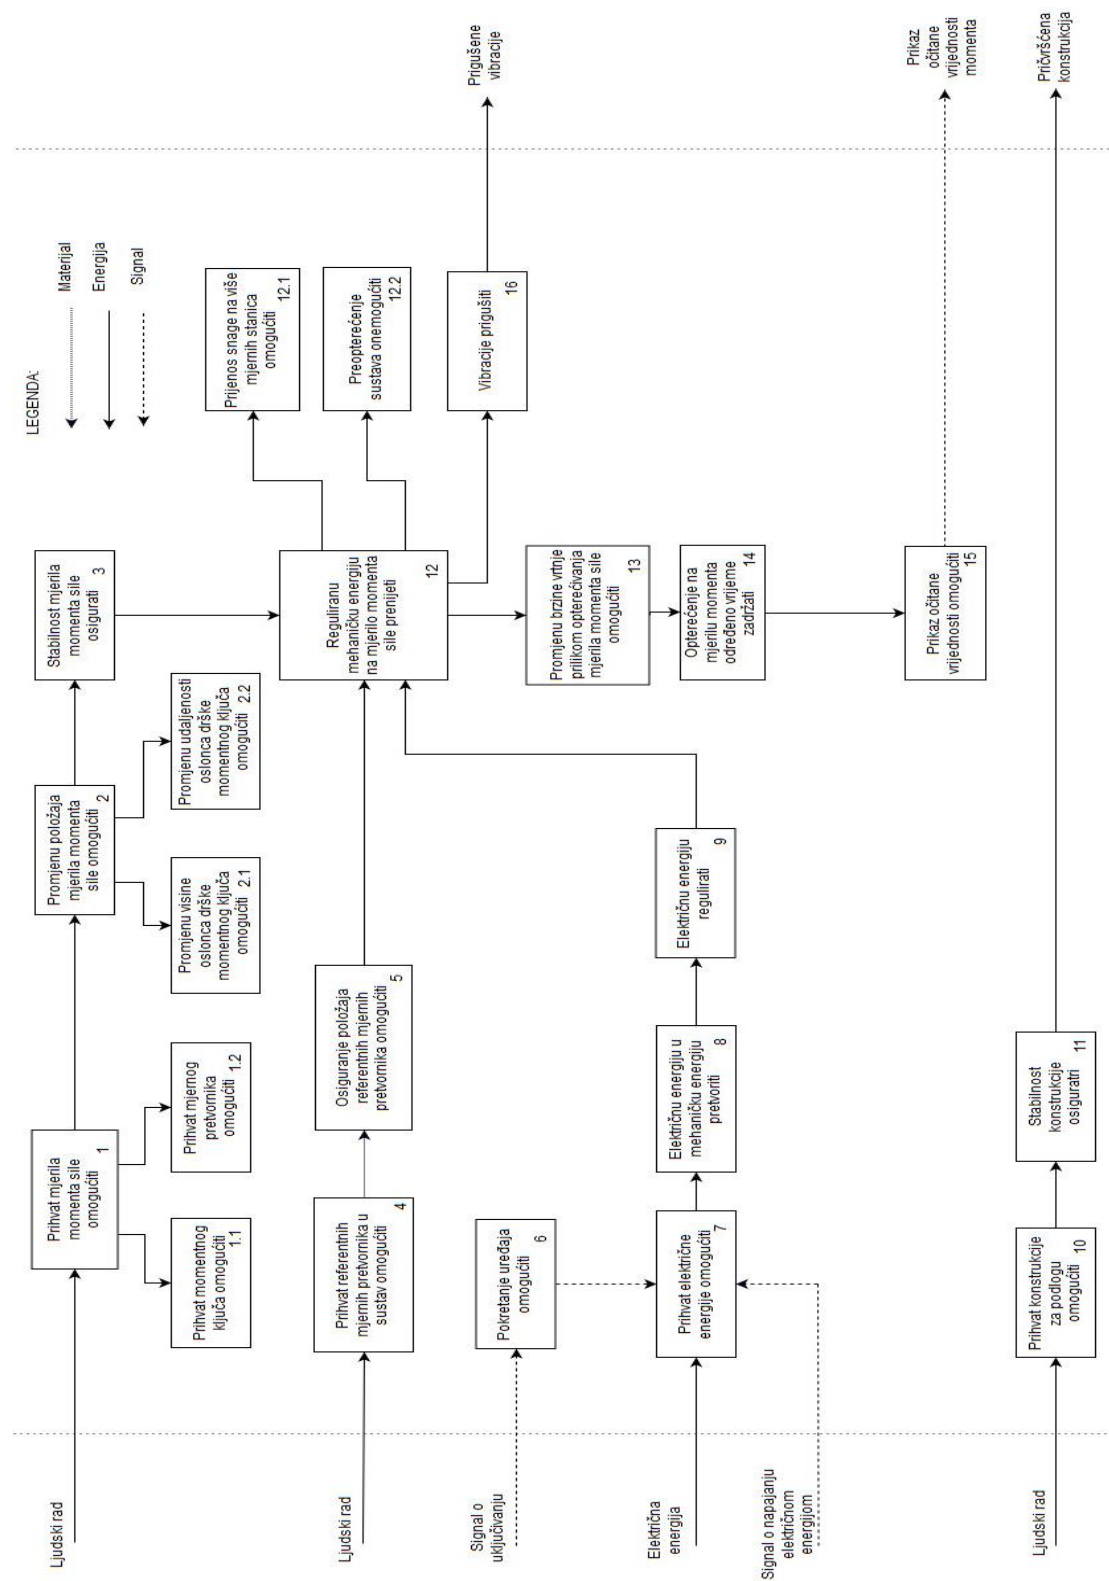 LEGENDA:
Materijal
Energija
Signal
Ljudski rad
Prihvat mjerila
momenta sile
omogućiti
1
Prihvat momentnog
ključa omogućiti
1.1
Prihvat mjernog
pretvornika
omogućiti
1.2
Promjenu položaja
mjerila momenta
sile omogućiti
2
Promjenu visine
oslonca drške
momentnog ključa
omogućiti
2.1
Promjenu udaljenosti
oslonca drške
momentnog ključa
omogućiti
2.2
Stabilnost mjerila
momenta sile
osigurati
3
Ljudski rad
Prihvat referentnih
mjernih pretvornika u
sustav omogućiti
4
Osiguranje položaja
referentnih mjernih
pretvornika omogućiti
5
Reguliranu
mehaničku energiju
na mjerilo momenta
sile prenijeti
12
Prijenos snage na više
mjernih stanica
omogućiti
12.1
Preopterećenje
sustava onemogućiti
12.2
Signal o
uključivanju
Pokretanje uređaja
omogućiti
6
Vibracije prigušiti
16
Prigušene
vibracije
Promjenu brzine vrtnje
prilikom opterećivanja
mjerila momenta sile
omogućiti
13
Električna
energija
Prihvat električne
energije omogućiti
7
Električnu energiju u
mehaničku energiju
pretvoriti
8
Električnu energiju
regulirati
9
Opterećenje na
mjerilu momenta
određeno vrijeme
zadržati
14
Signal o napajanju
električnom
energijom
Prikaz očitane
vrijednosti omogućiti
15
Prikaz
očitane
vrijednosti
momenta
Ljudski rad
Prihvat konstrukcije
za podlogu
omogućiti
10
Stabilnost
konstrukcije
osiguratri
11
Pričvršćena
konstrukcija